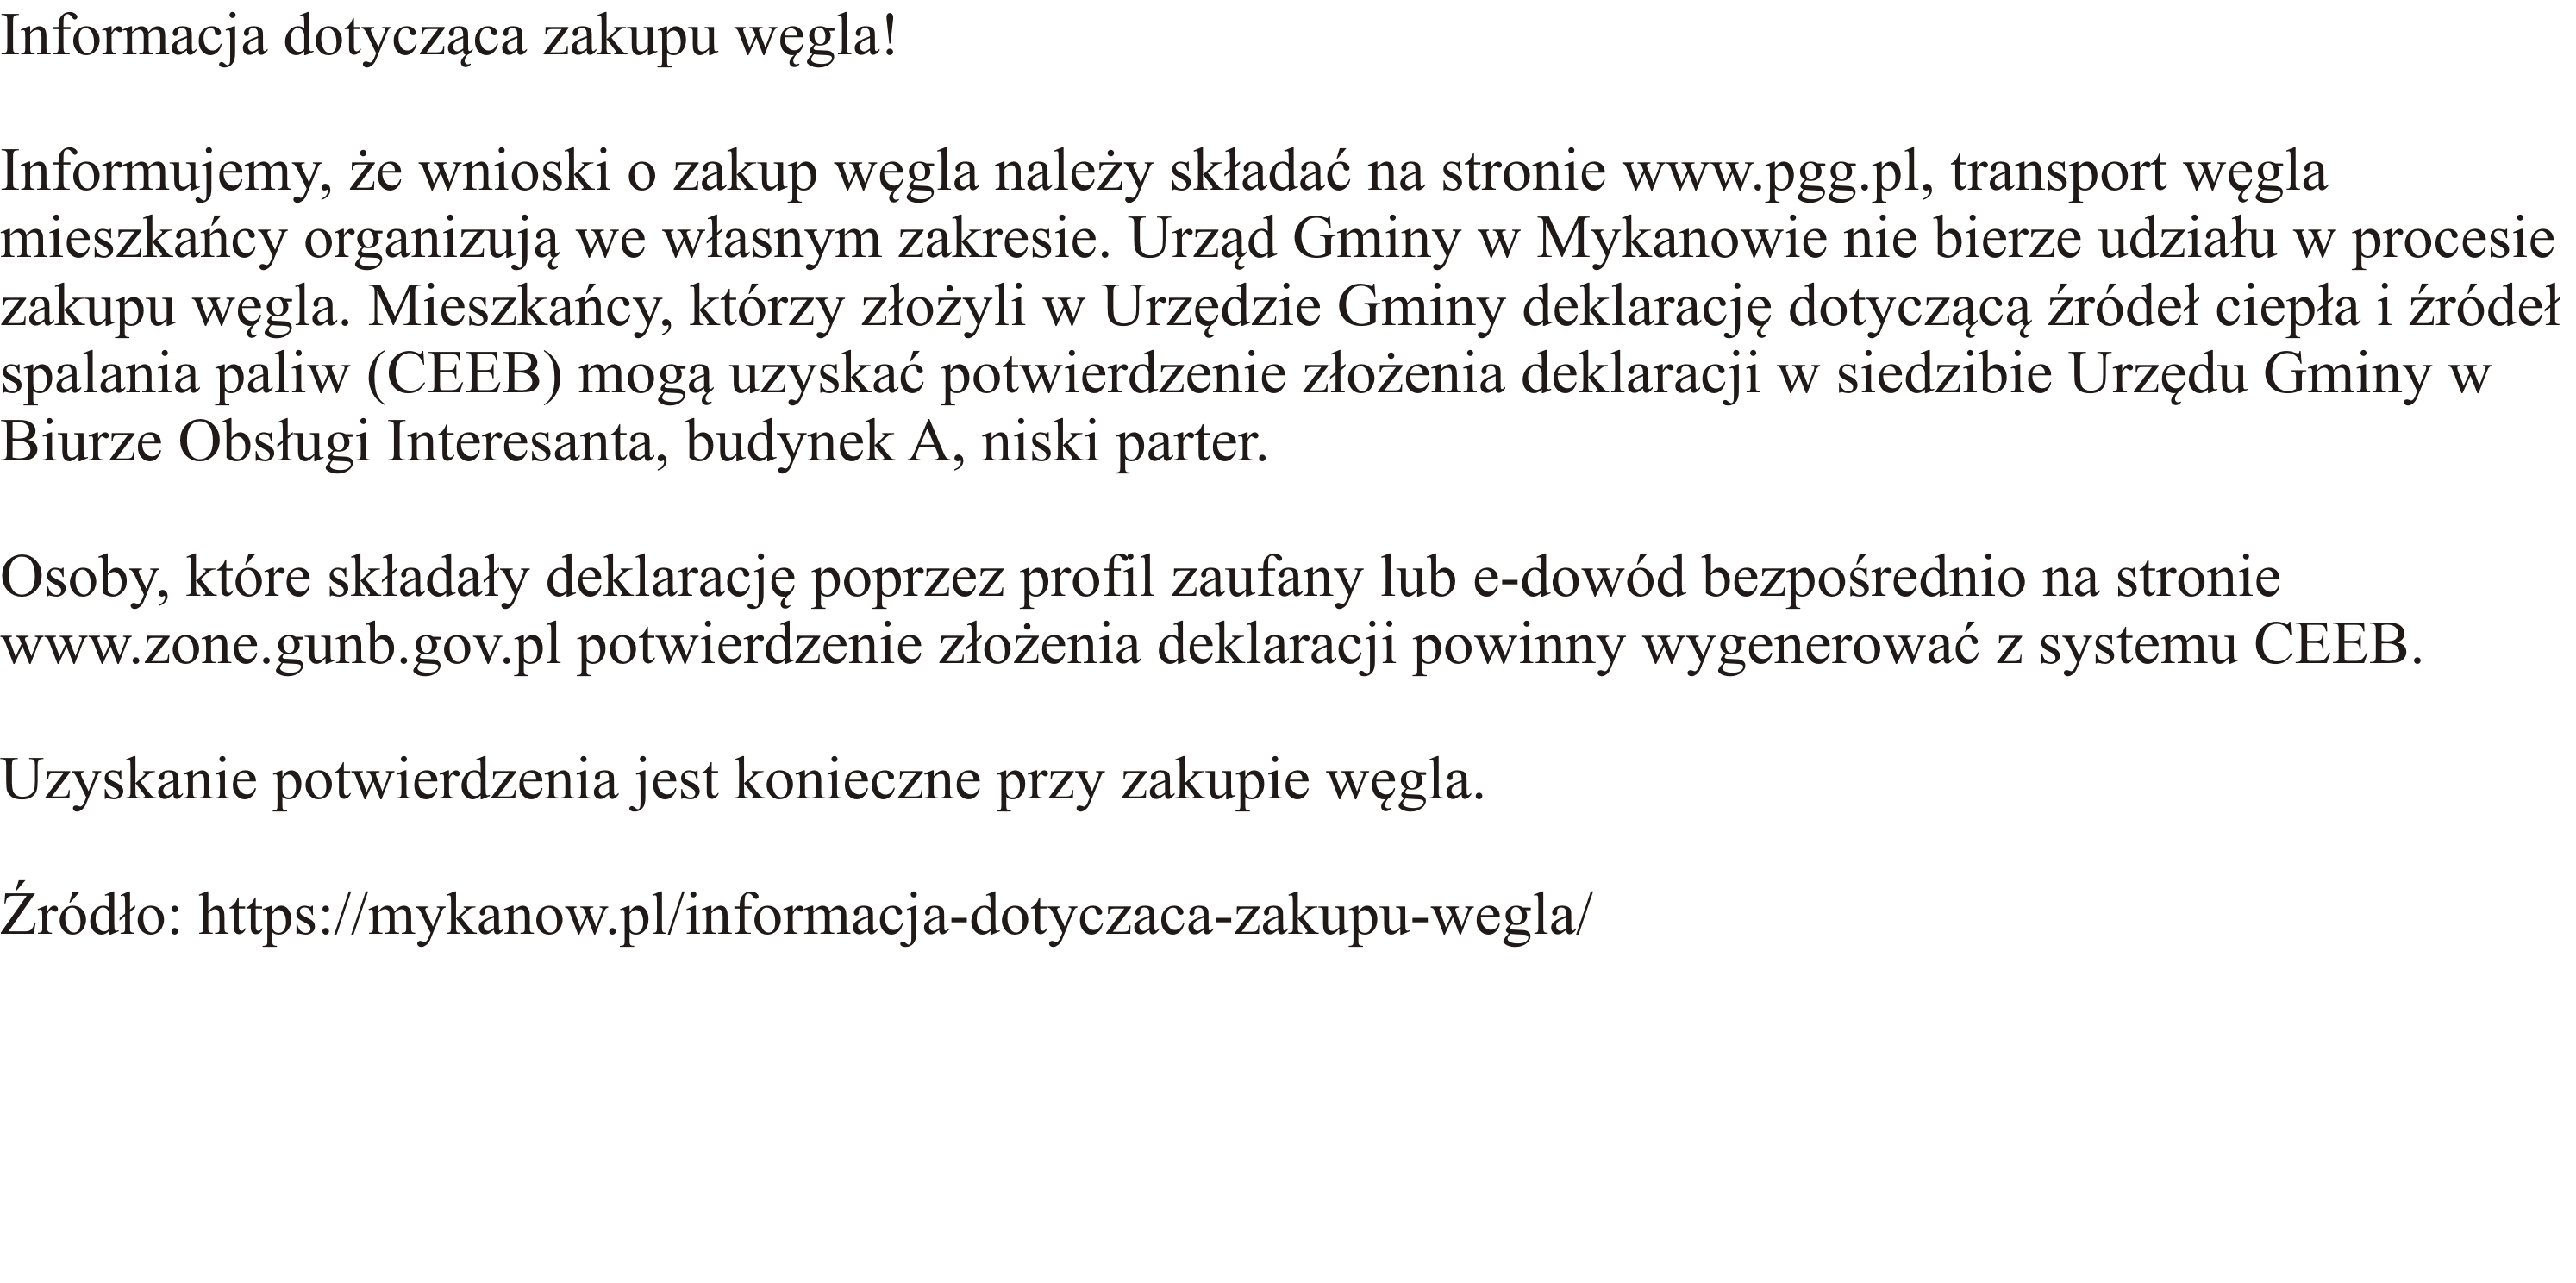 Informacja dotycząca zakupu węgla!
Informujemy, że wnioski o zakup węgla należy składać na stronie www.pgg.pl, transport węgla
mieszkańcy organizują we własnym zakresie. Urząd Gminy w Mykanowie nie bierze udziału w procesie
zakupu węgla. Mieszkańcy, którzy złożyli w Urzędzie Gminy deklarację dotyczącą źródeł ciepła i źródeł
spalania paliw (CEEB) mogą uzyskać potwierdzenie złożenia deklaracji w siedzibie Urzędu Gminy w
Biurze Obsługi Interesanta, budynek A, niski parter.
Osoby, które składały deklarację poprzez profil zaufany lub e-dowód bezpośrednio na stronie
www.zone.gunb.gov.pl potwierdzenie złożenia deklaracji powinny wygenerować z systemu CEEB.
Uzyskanie potwierdzenia jest konieczne przy zakupie węgla.
Źródło: https://mykanow.pl/informacja-dotyczaca-zakupu-wegla/